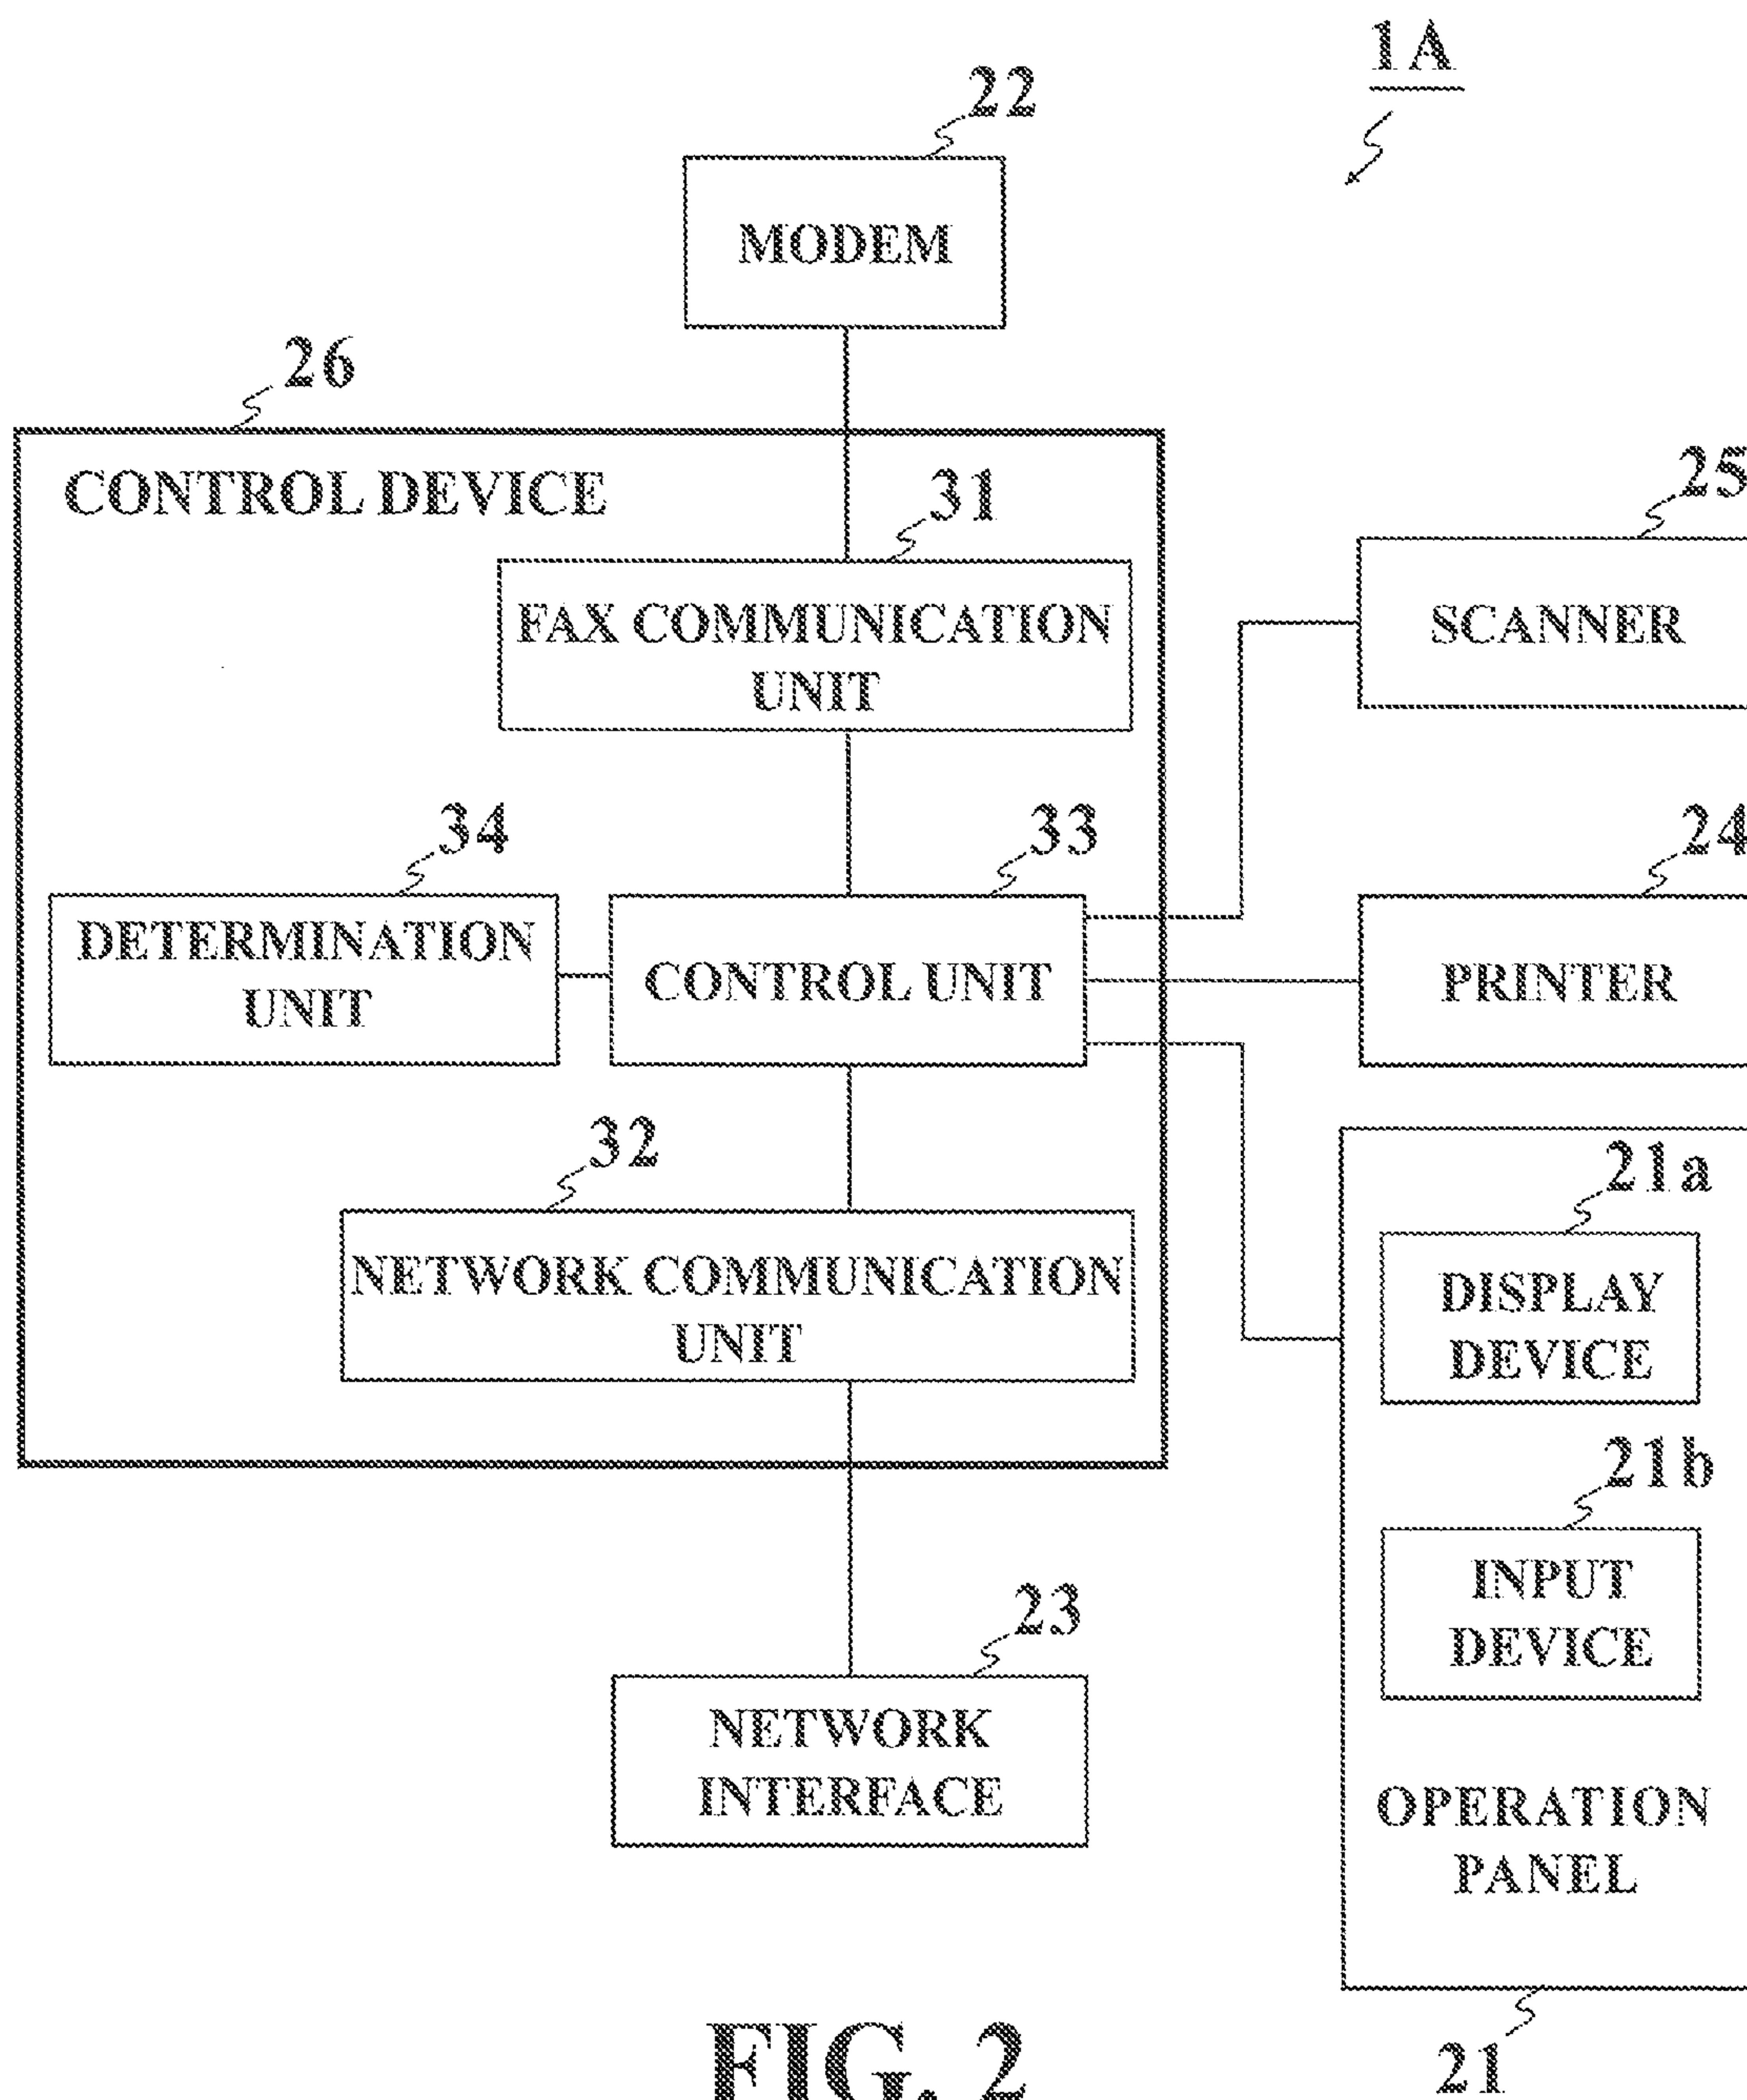 1A
22
MODEM
26
CONTROL DEVICE
31
FAX COMMUNICATION
UNIT
25
SCANNER
34
DETERMINATION
UNIT
33
CONTROL UNIT
24
PRINTER
32
NETWORK COMMUNICATION
UNIT
21a
DISPLAY
DEVICE
21b
INPUT
DEVICE
23
NETWORK
INTERFACE
OPERATION
PANEL
21
FIG. 2